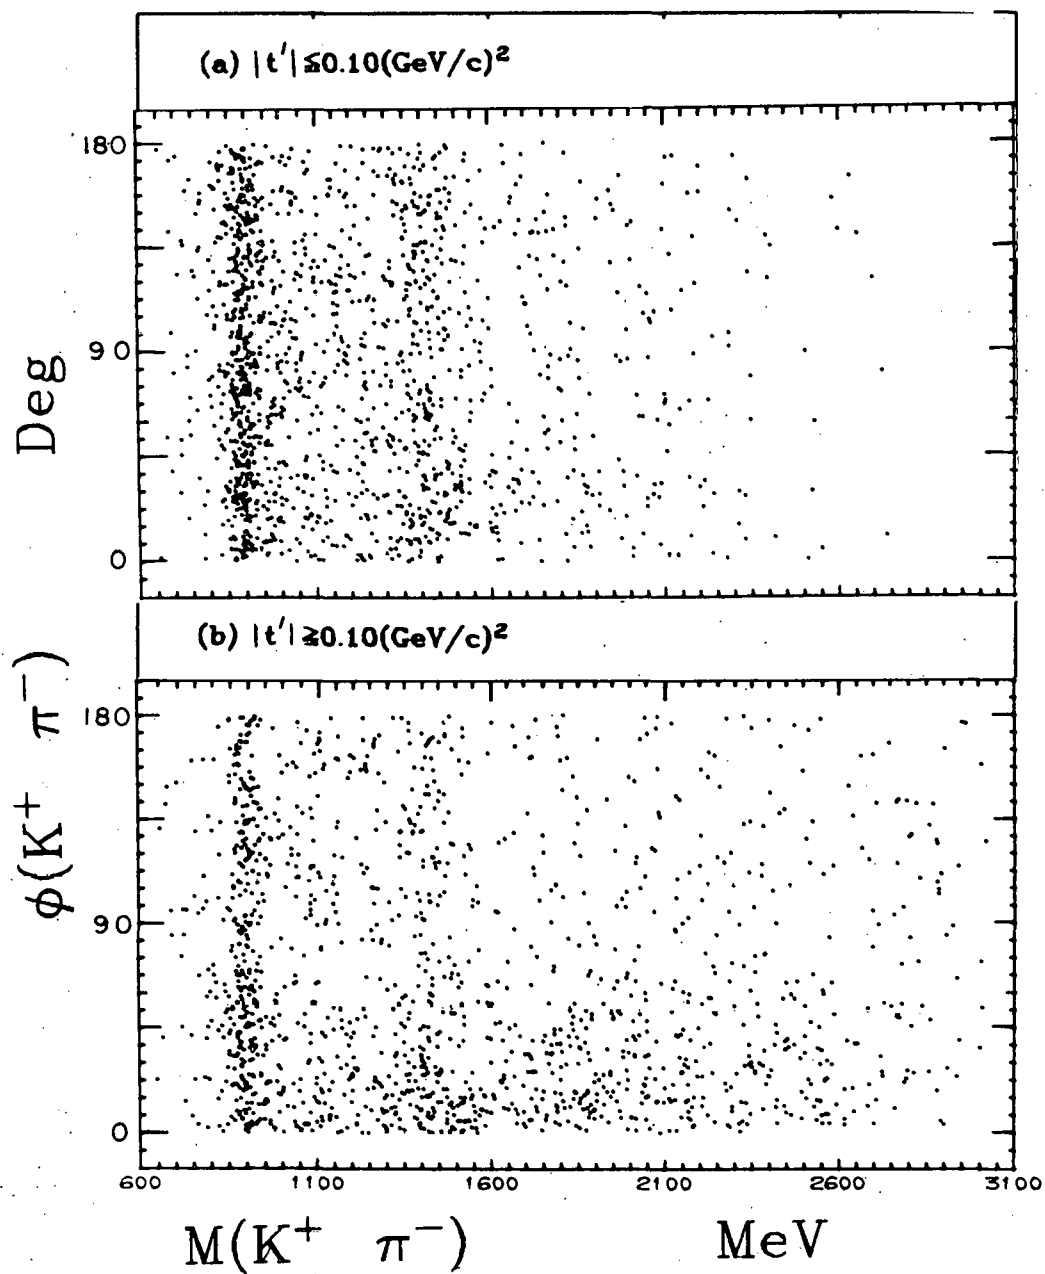 (a) |t′| ≦0.10(GeV/c)²
180
90
0
Deg
(b) |t′| ≧0.10(GeV/c)²
180
90
0
ϕ(K⁺ π⁻)
600 1100 1600 2100 2600 3100
M(K⁺ π⁻) MeV